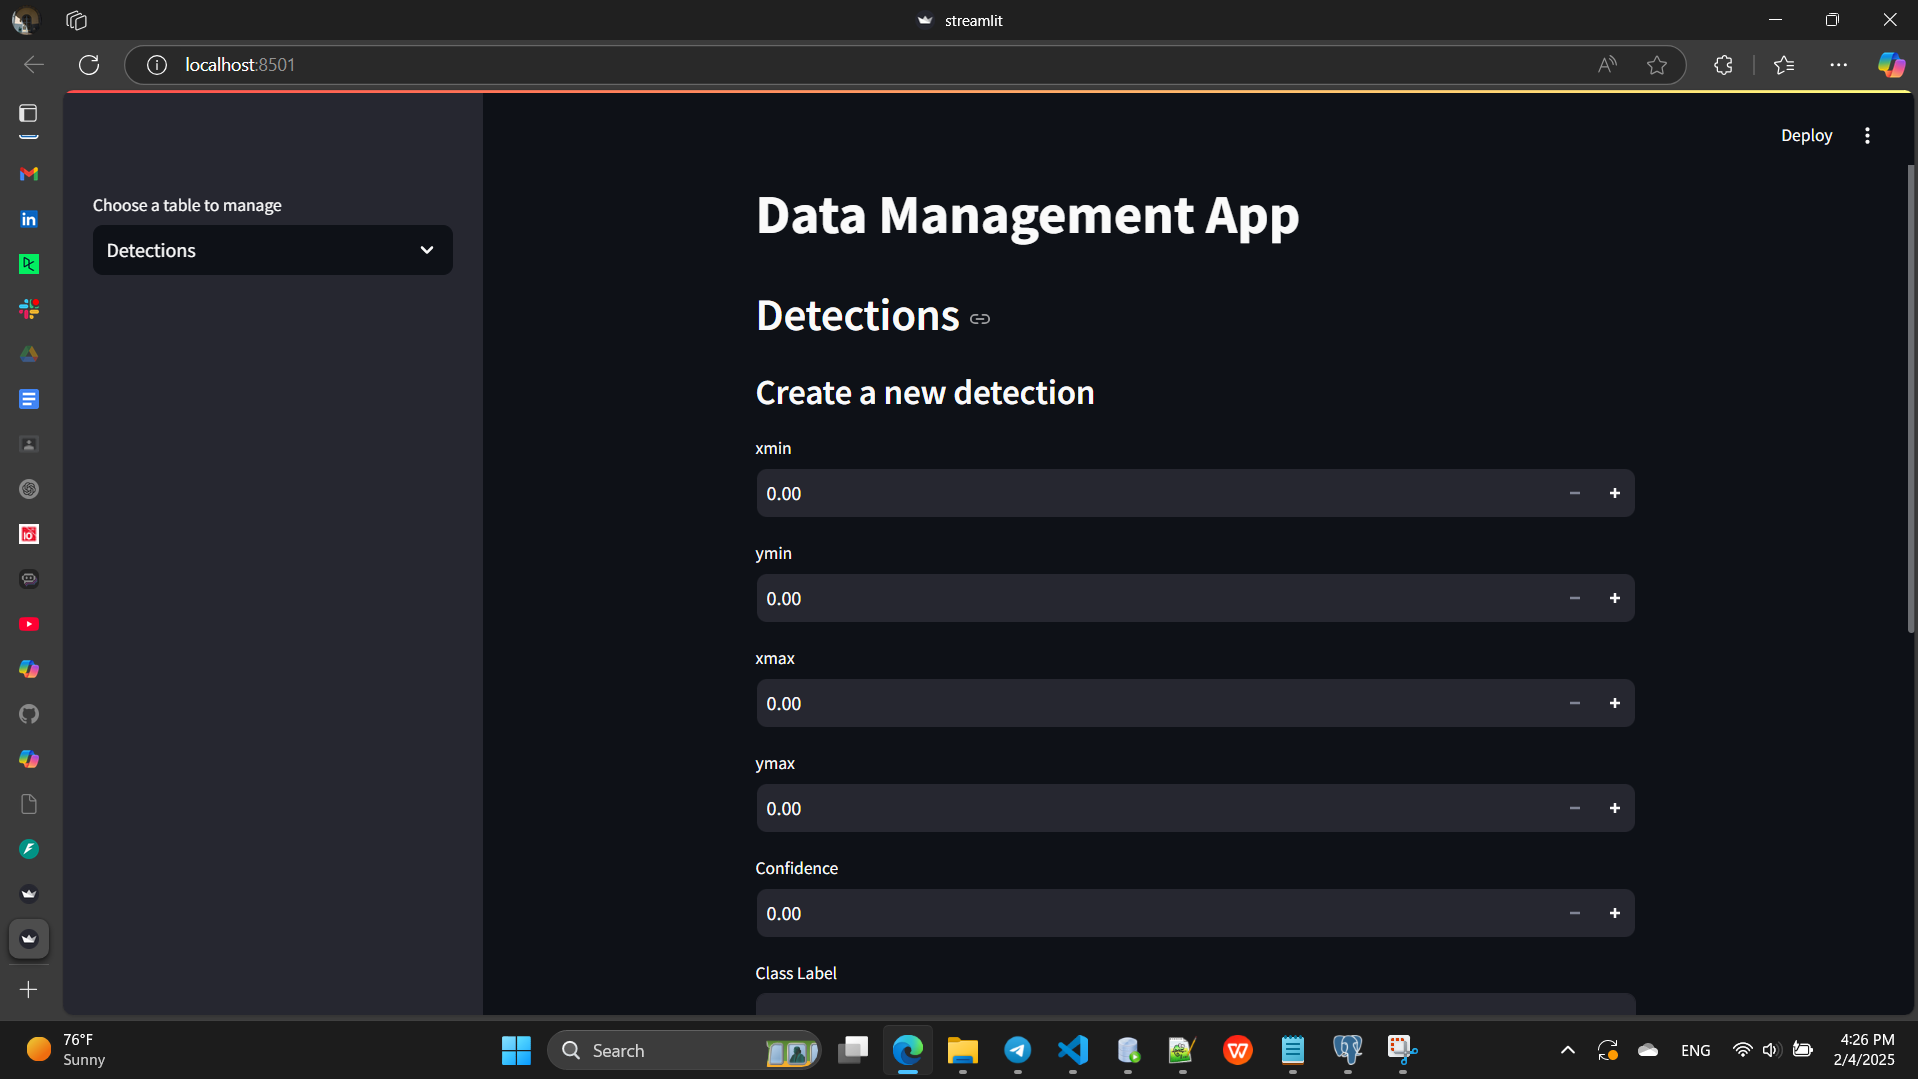 streamlit
localhost:8501
Deploy
Choose a table to manage
Detections
Data Management App
Detections
Create a new detection
xmin
0.00
ymin
0.00
xmax
0.00
ymax
0.00
Confidence
0.00
Class Label
76°F
Sunny
Search
ENG
4:26 PM
2/4/2025